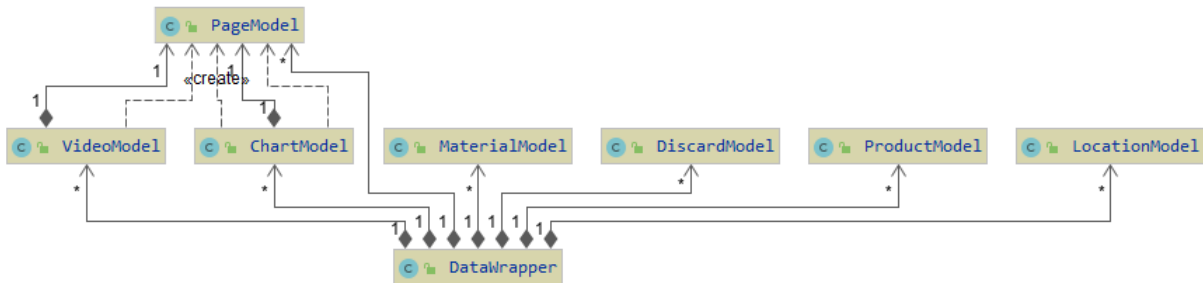 C PageModel
1 1 *
«create»
1 1
C VideoModel C ChartModel C MaterialModel C DiscardModel C ProductModel C LocationModel
* * * * * *
1 1 1 1 1 1 1
C DataWrapper